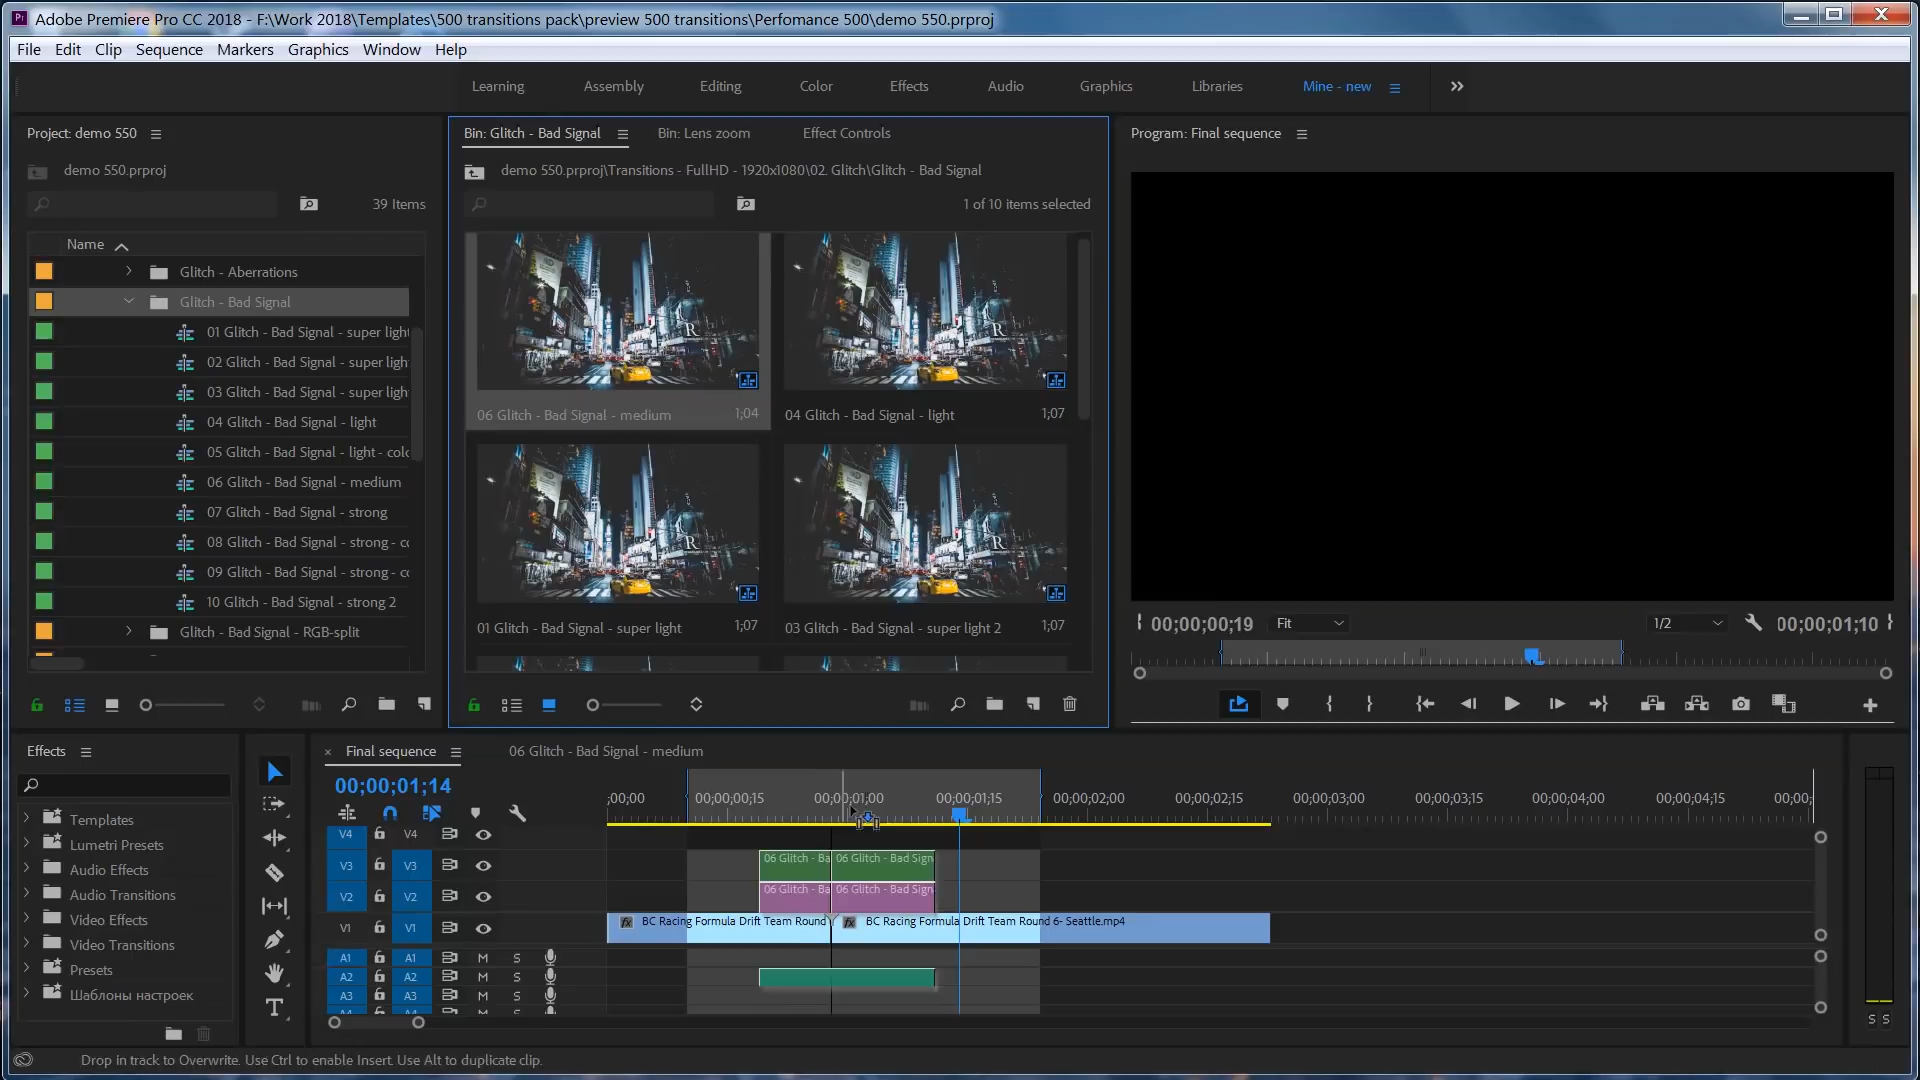 Adobe Premiere Pro CC 2018 - F:\Work 2018\Templates\500 transitions pack\preview 500 transitions\Perfomance 500\demo 550.prproj
File Edit Clip Sequence Markers Graphics Window Help
Learning Assembly Editing Color Effects Audio Graphics Libraries Mine - new
Project: demo 550
demo 550.prproj
39 Items
Name
Glitch - Aberrations
Glitch - Bad Signal
01 Glitch - Bad Signal - super light
02 Glitch - Bad Signal - super ligh
03 Glitch - Bad Signal - super ligh
04 Glitch - Bad Signal - light
05 Glitch - Bad Signal - light - colo
06 Glitch - Bad Signal - medium
07 Glitch - Bad Signal - strong
08 Glitch - Bad Signal - strong - co
09 Glitch - Bad Signal - strong - co
10 Glitch - Bad Signal - strong 2
Glitch - Bad Signal - RGB-split
Bin: Glitch - Bad Signal Bin: Lens zoom Effect Controls
demo 550.prproj\Transitions - FullHD - 1920x1080\02. Glitch\Glitch - Bad Signal
1 of 10 items selected
06 Glitch - Bad Signal - medium 1;04
04 Glitch - Bad Signal - light 1;07
01 Glitch - Bad Signal - super light 1;07
03 Glitch - Bad Signal - super light 2 1;07
Program: Final sequence
00;00;00;19 Fit 1/2 00;00;01;10
Effects
Templates
Lumetri Presets
Audio Effects
Audio Transitions
Video Effects
Video Transitions
Presets
Шаблоны настроек
Final sequence 06 Glitch - Bad Signal - medium
00;00;01;14
;00;00 00;00;00;15 00;00;01;00 00;00;01;15 00;00;02;00 00;00;02;15 00;00;03;00 00;00;03;15 00;00;04;00 00;00;04;15 00;00;
V4 V4
V3 06 Glitch - Ba 06 Glitch - Bad Sign
V3
V2 06 Glitch - Ba 06 Glitch - Bad Sign
V2
V1 V1 fx BC Racing Formula Drift Team Round fx BC Racing Formula Drift Team Round 6- Seattle.mp4
A1 A1 M S
A2 A2 M S
A3 A3 M S
S S
Drop in track to Overwrite. Use Ctrl to enable Insert. Use Alt to duplicate clip.